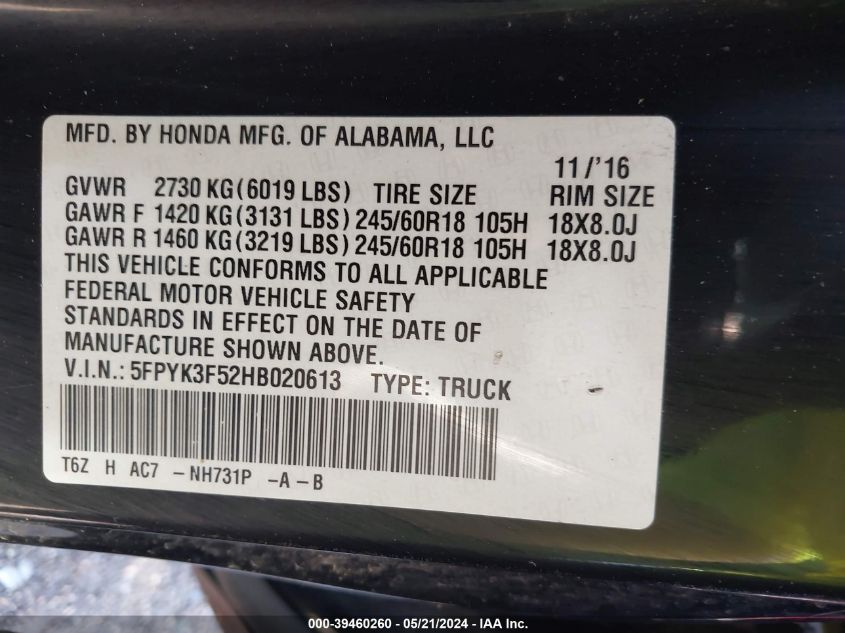 MFD. BY HONDA MFG. OF ALABAMA, LLC
11/'16
GVWR 2730 KG(6019 LBS) TIRE SIZE RIM SIZE
GAWR F 1420 KG(3131 LBS) 245/60R18 105H 18X8.0J
GAWR R 1460 KG(3219 LBS) 245/60R18 105H 18X8.0J
THIS VEHICLE CONFORMS TO ALL APPLICABLE
FEDERAL MOTOR VEHICLE SAFETY
STANDARDS IN EFFECT ON THE DATE OF
MANUFACTURE SHOWN ABOVE.
V.I.N.: 5FPYK3F52HB020613 TYPE: TRUCK
T6Z H AC7 -NH731P -A-B
000-39460260 - 05/21/2024 - IAA Inc.